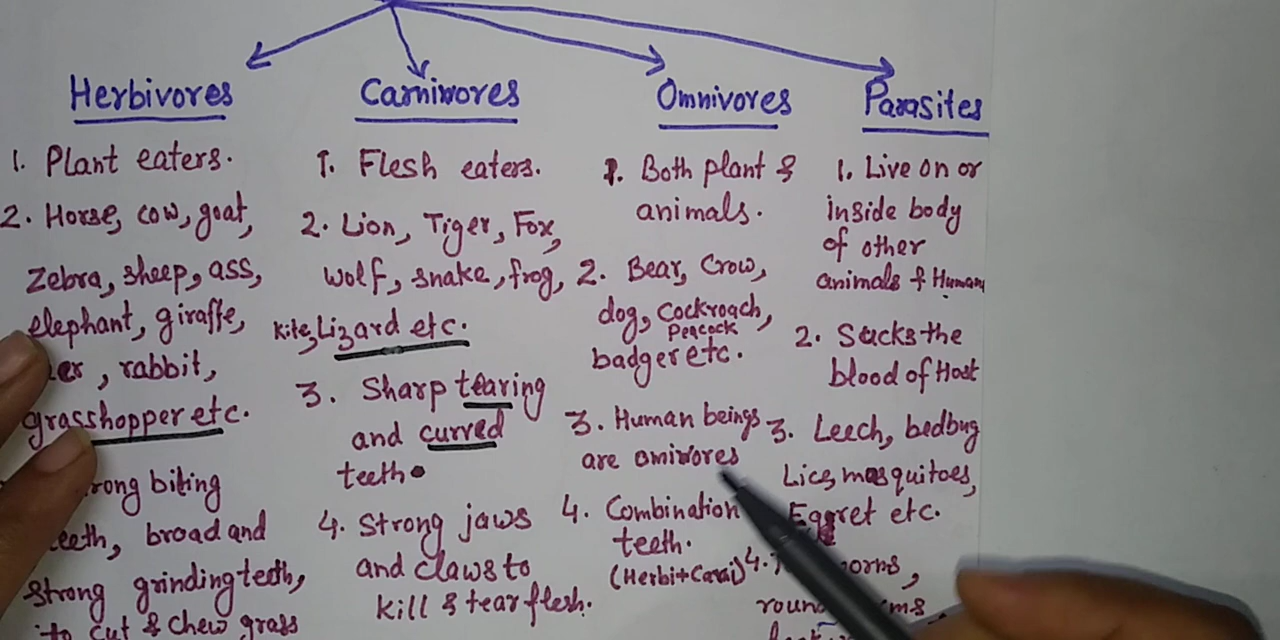 Herbivores
1. Plant eaters.
2. Horse, cow, goat,
Zebra, sheep, ass,
elephant, giraffe,
rabbit,
grasshopper etc.
biting
broad and
Strong grinding teeth,
to cut & chew grass
Carnivores
1. Flesh eaters.
2. Lion, Tiger, Fox,
wolf, snake, frog,
kite, Lizard etc.
3. Sharp tearing
and curved
teeth
4. Strong jaws
and claws to
kill & tear flesh.
Omnivores
1. Both plant &
animals.
2. Bear, Crow,
dog, Cockroach,
Peacock
badger etc.
3. Human beings
are omivores
4. Combination
teeth.
(Herbi+Carni)
Parasites
1. Live on or
inside body
of other
animals & Human
2. Sucks the
blood of Host
3. Leech, bedbug
Lice, mosquitoes,
Egret etc.
4.